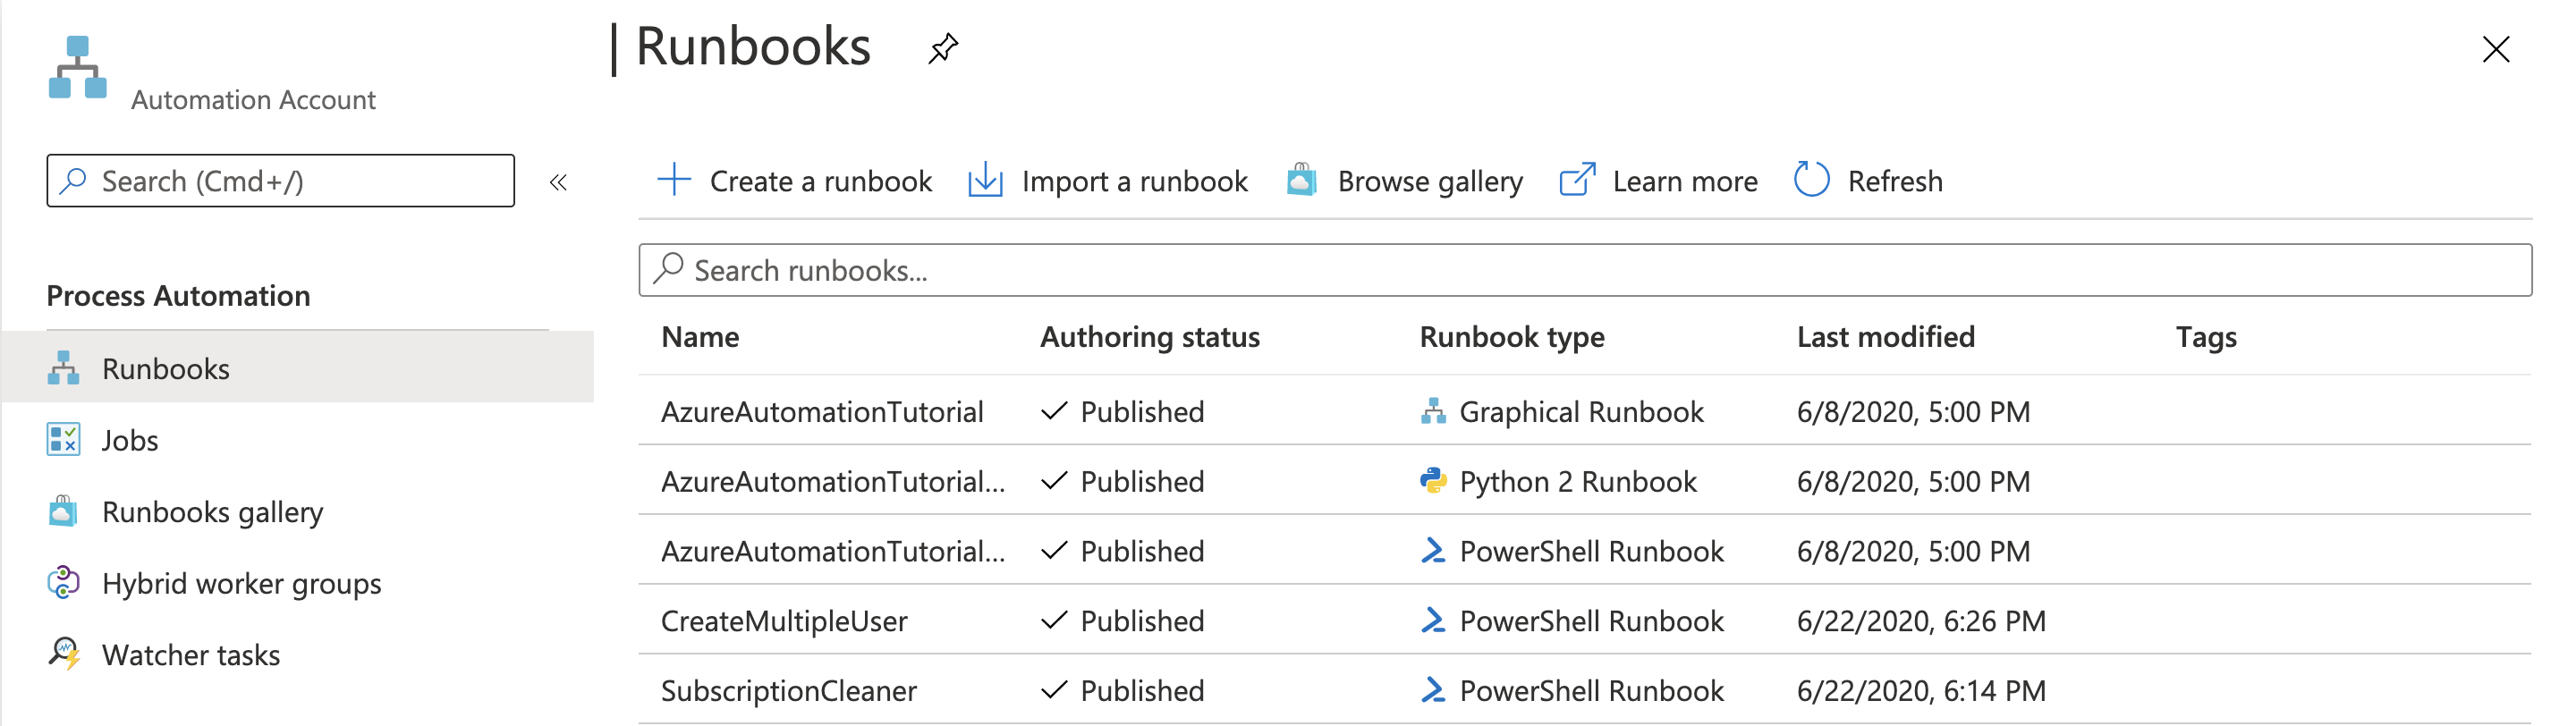 Automation Account
Search (Cmd+/)
«
Process Automation
Runbooks
Jobs
Runbooks gallery
Hybrid worker groups
Watcher tasks
| Runbooks
Create a runbook Import a runbook Browse gallery Learn more Refresh
Search runbooks...
Name Authoring status Runbook type Last modified Tags
AzureAutomationTutorial Published Graphical Runbook 6/8/2020, 5:00 PM
AzureAutomationTutorial... Published Python 2 Runbook 6/8/2020, 5:00 PM
AzureAutomationTutorial... Published PowerShell Runbook 6/8/2020, 5:00 PM
CreateMultipleUser Published PowerShell Runbook 6/22/2020, 6:26 PM
SubscriptionCleaner Published PowerShell Runbook 6/22/2020, 6:14 PM